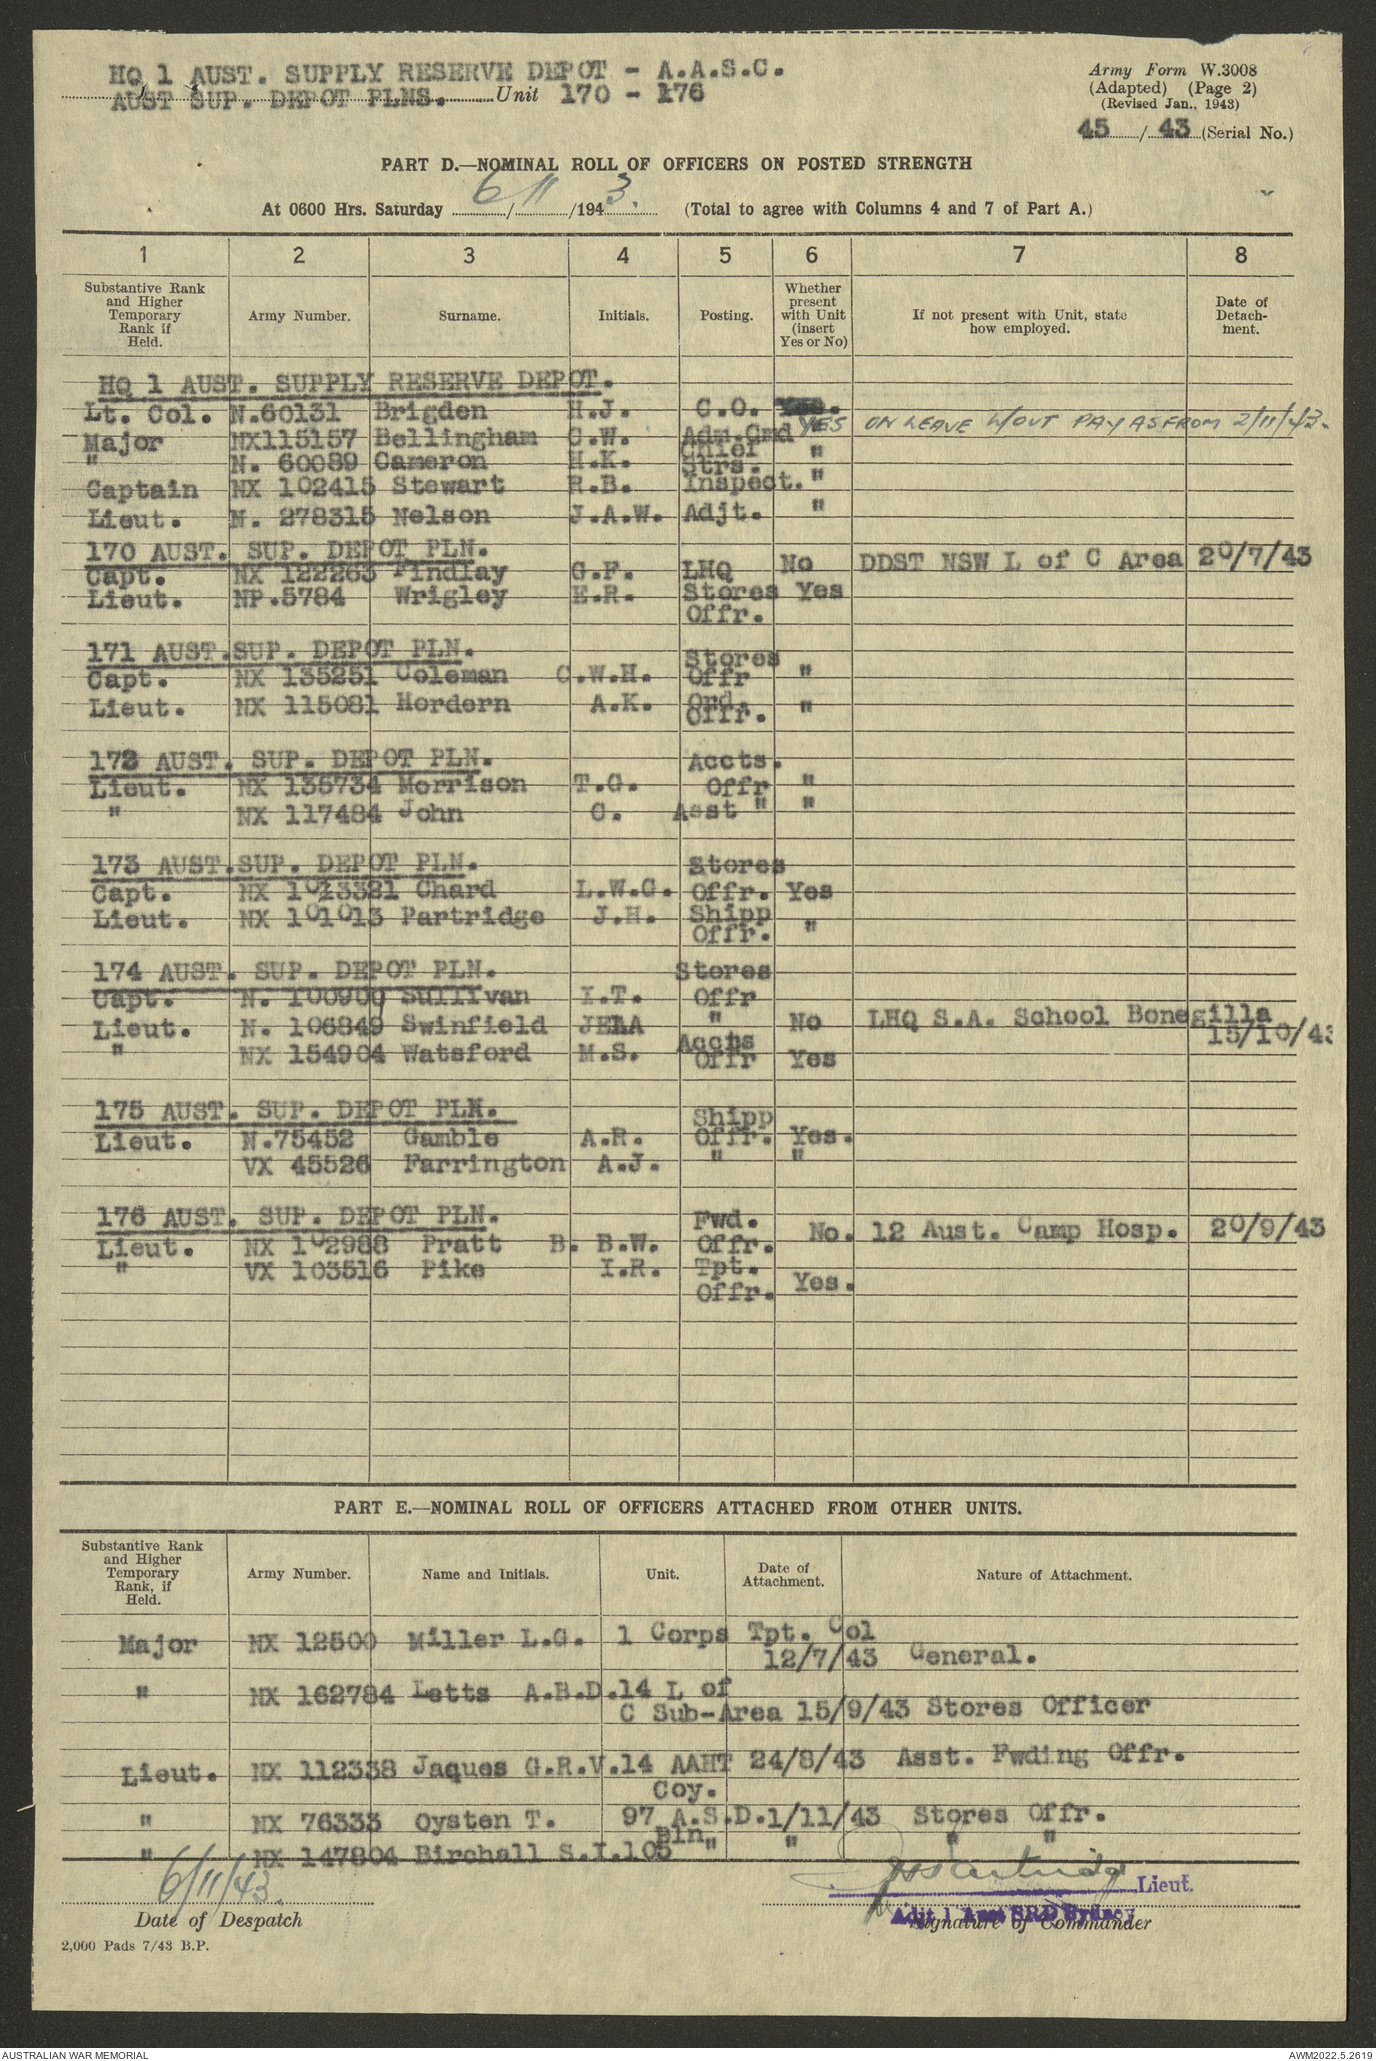 HQ 1 AUST. SUPPLY RESERVE DEPOT - A.A.S.C.
AUST SUP. DEPOT PLNS. Unit 170 - 176
Army Form W.3008
(Adapted) (Page 2)
(Revised Jan., 1943)
45 / 43 (Serial No.)
PART D.—NOMINAL ROLL OF OFFICERS ON POSTED STRENGTH
At 0600 Hrs. Saturday 6 / 11 /1943. (Total to agree with Columns 4 and 7 of Part A.)
1 2 3 4 5 6 7 8
Substantive Rank and Higher Temporary Rank if Held. Army Number. Surname. Initials. Posting. Whether present with Unit (insert Yes or No) If not present with Unit, state how employed. Date of Detachment.
HQ 1 AUST. SUPPLY RESERVE DEPOT.
Lt. Col. N.60131 Brigden H.J. C.O. Yes. YES ON LEAVE W/OUT PAY AS FROM 2/11/43.
Major NX115157 Bellingham C.W. Adm.Cmd "
" N. 60089 Cameron H.K. Chief Strs. "
Captain NX 102415 Stewart R.B. Inspect. "
Lieut. N. 278315 Nelson J.A.W. Adjt. "
170 AUST. SUP. DEPOT PLN.
Capt. NX 122263 Findlay G.F. LHQ No DDST NSW L of C Area 20/7/43
Lieut. NP.5784 Wrigley E.R. Stores Yes
Offr.
171 AUST.SUP. DEPOT PLN.
Stores
Capt. NX 135251 Coleman C.W.H. Offr "
Lieut. NX 115081 Hordern A.K. Ord. Offr. "
172 AUST. SUP. DEPOT PLN. Accts.
Lieut. NX 135734 Morrison T.G. Offr "
" NX 117484 John C. Asst " "
173 AUST.SUP. DEPOT PLN. Stores
Capt. NX 1013321 Chard L.W.C. Offr. Yes
Lieut. NX 101013 Partridge J.H. Shipp Offr. "
174 AUST. SUP. DEPOT PLN. Stores
Capt. N. 100900 Sullivan I.T. Offr
Lieut. N. 106849 Swinfield " No LHQ S.A. School Bonegilla 15/10/43
" NX 154904 Watsford M.S. Accts Offr Yes
175 AUST. SUP. DEPOT PLN. Shipp
Lieut. N.75452 Gamble A.R. Offr. Yes.
VX 45526 Farrington A.J. " "
176 AUST. SUP. DEPOT PLN. Fwd.
Lieut. NX 102988 Pratt B. B.W. Offr. No. 12 Aust. Camp Hosp. 20/9/43
" VX 103516 Pike I.R. Tpt. Offr. Yes.
PART E.—NOMINAL ROLL OF OFFICERS ATTACHED FROM OTHER UNITS.
Substantive Rank and Higher Temporary Rank, if Held. Army Number. Name and Initials. Unit. Date of Attachment. Nature of Attachment.
Major NX 12500 Miller L.G. 1 Corps Tpt. Col
12/7/43 General.
" NX 162784 Letts A.B.D. 14 L of
C Sub-Area 15/9/43 Stores Officer
Lieut. NX 112338 Jaques G.R.V. 14 AAHT 24/8/43 Asst. Fwding Offr.
Coy.
" NX 76333 Oysten T. 97 A.S.D. 1/11/43 Stores Offr.
Pln
" NX 147804 Birchall S.I. 105 " " " "
6/11/43.
JHPartridge Lieut.
Adjt 1 Aust SRD Sydney
Date of Despatch
Signature of Commander
2,000 Pads 7/43 B.P.
AUSTRALIAN WAR MEMORIAL
AWM2022.5.2619